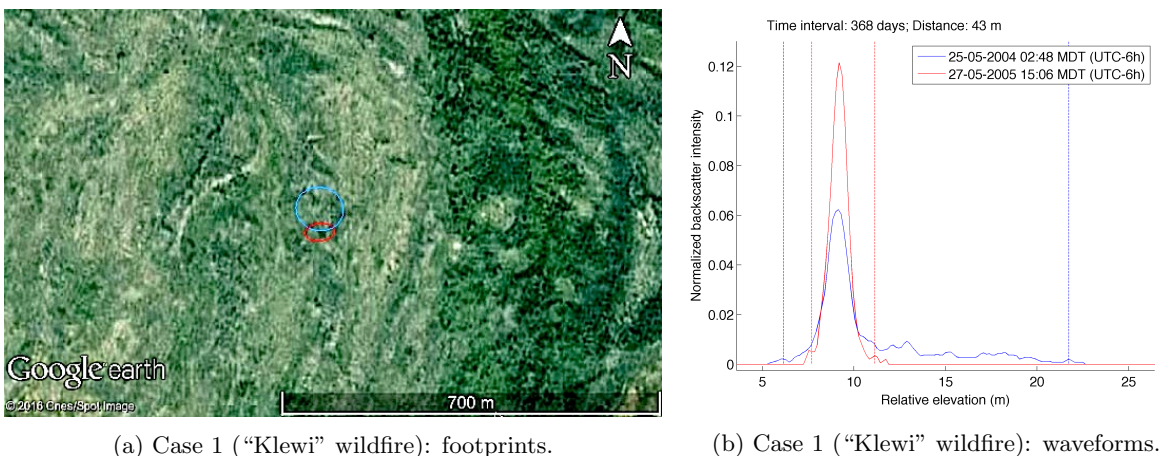 N
Google earth
© 2016 Cnes/Spot Image
700 m
(a) Case 1 (“Klewi” wildfire): footprints.
Time interval: 368 days; Distance: 43 m
25-05-2004 02:48 MDT (UTC-6h)
27-05-2005 15:06 MDT (UTC-6h)
Normalized backscatter intensity
0.12
0.1
0.08
0.06
0.04
0.02
0
5 10 15 20 25
Relative elevation (m)
(b) Case 1 (“Klewi” wildfire): waveforms.